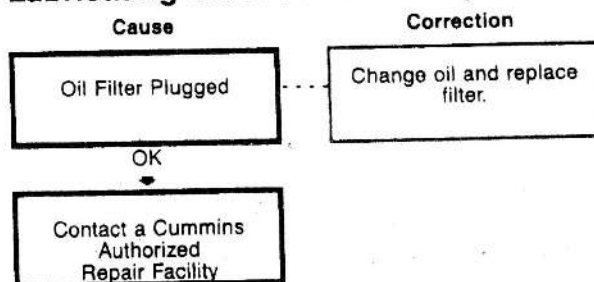 Cause
Correction
Oil Filter Plugged
Change oil and replace
filter.
OK
Contact a Cummins
Authorized
Repair Facility